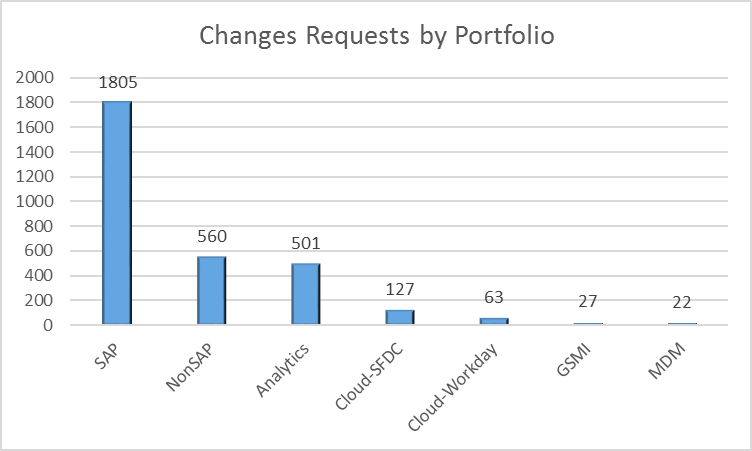 Changes Requests by Portfolio
2000
1800
1600
1400
1200
1000
800
600
400
200
0
1805
560
501
127
63
27
22
SAP
NonSAP
Analytics
Cloud-SFDC
Cloud-Workday
GSMI
MDM